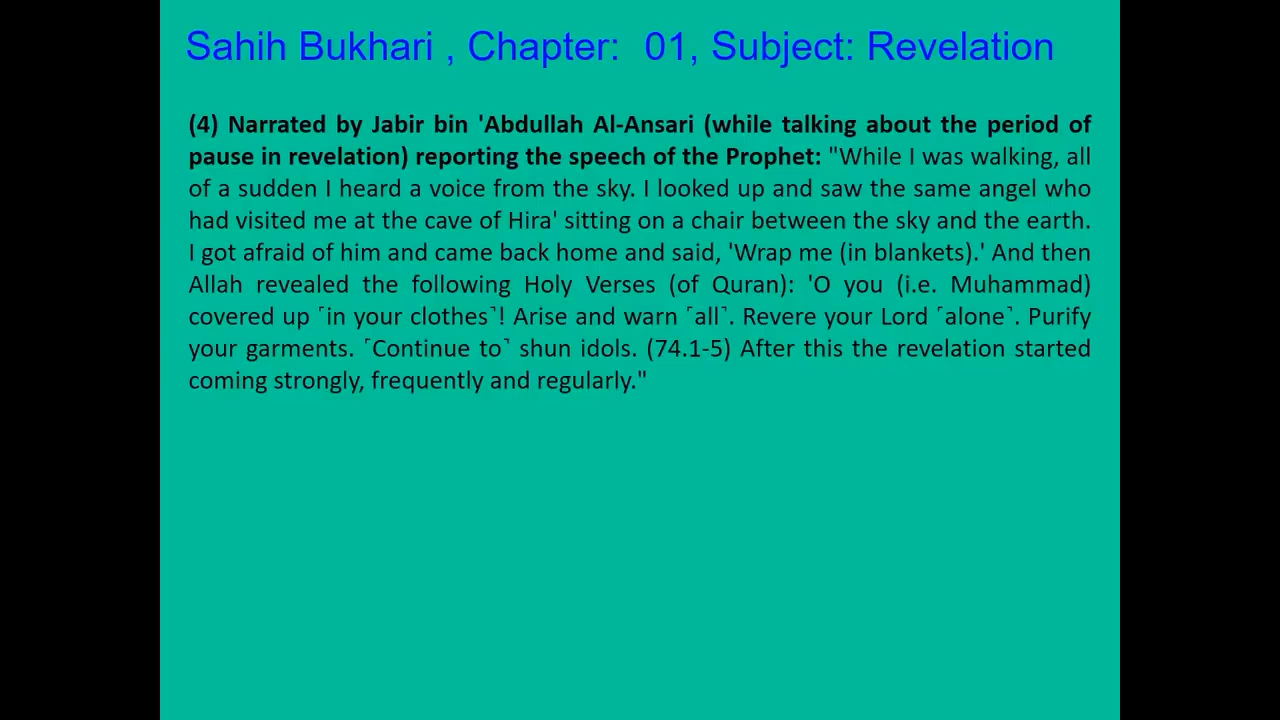 Sahih Bukhari , Chapter:  01, Subject: Revelation
(4) Narrated by Jabir bin 'Abdullah Al-Ansari (while talking about the period of
pause in revelation) reporting the speech of the Prophet: "While I was walking, all
of a sudden I heard a voice from the sky. I looked up and saw the same angel who
had visited me at the cave of Hira' sitting on a chair between the sky and the earth.
I got afraid of him and came back home and said, 'Wrap me (in blankets).' And then
Allah revealed the following Holy Verses (of Quran): 'O you (i.e. Muhammad)
covered up ˹in your clothes˺! Arise and warn ˹all˺. Revere your Lord ˹alone˺. Purify
your garments. ˹Continue to˺ shun idols. (74.1-5) After this the revelation started
coming strongly, frequently and regularly."